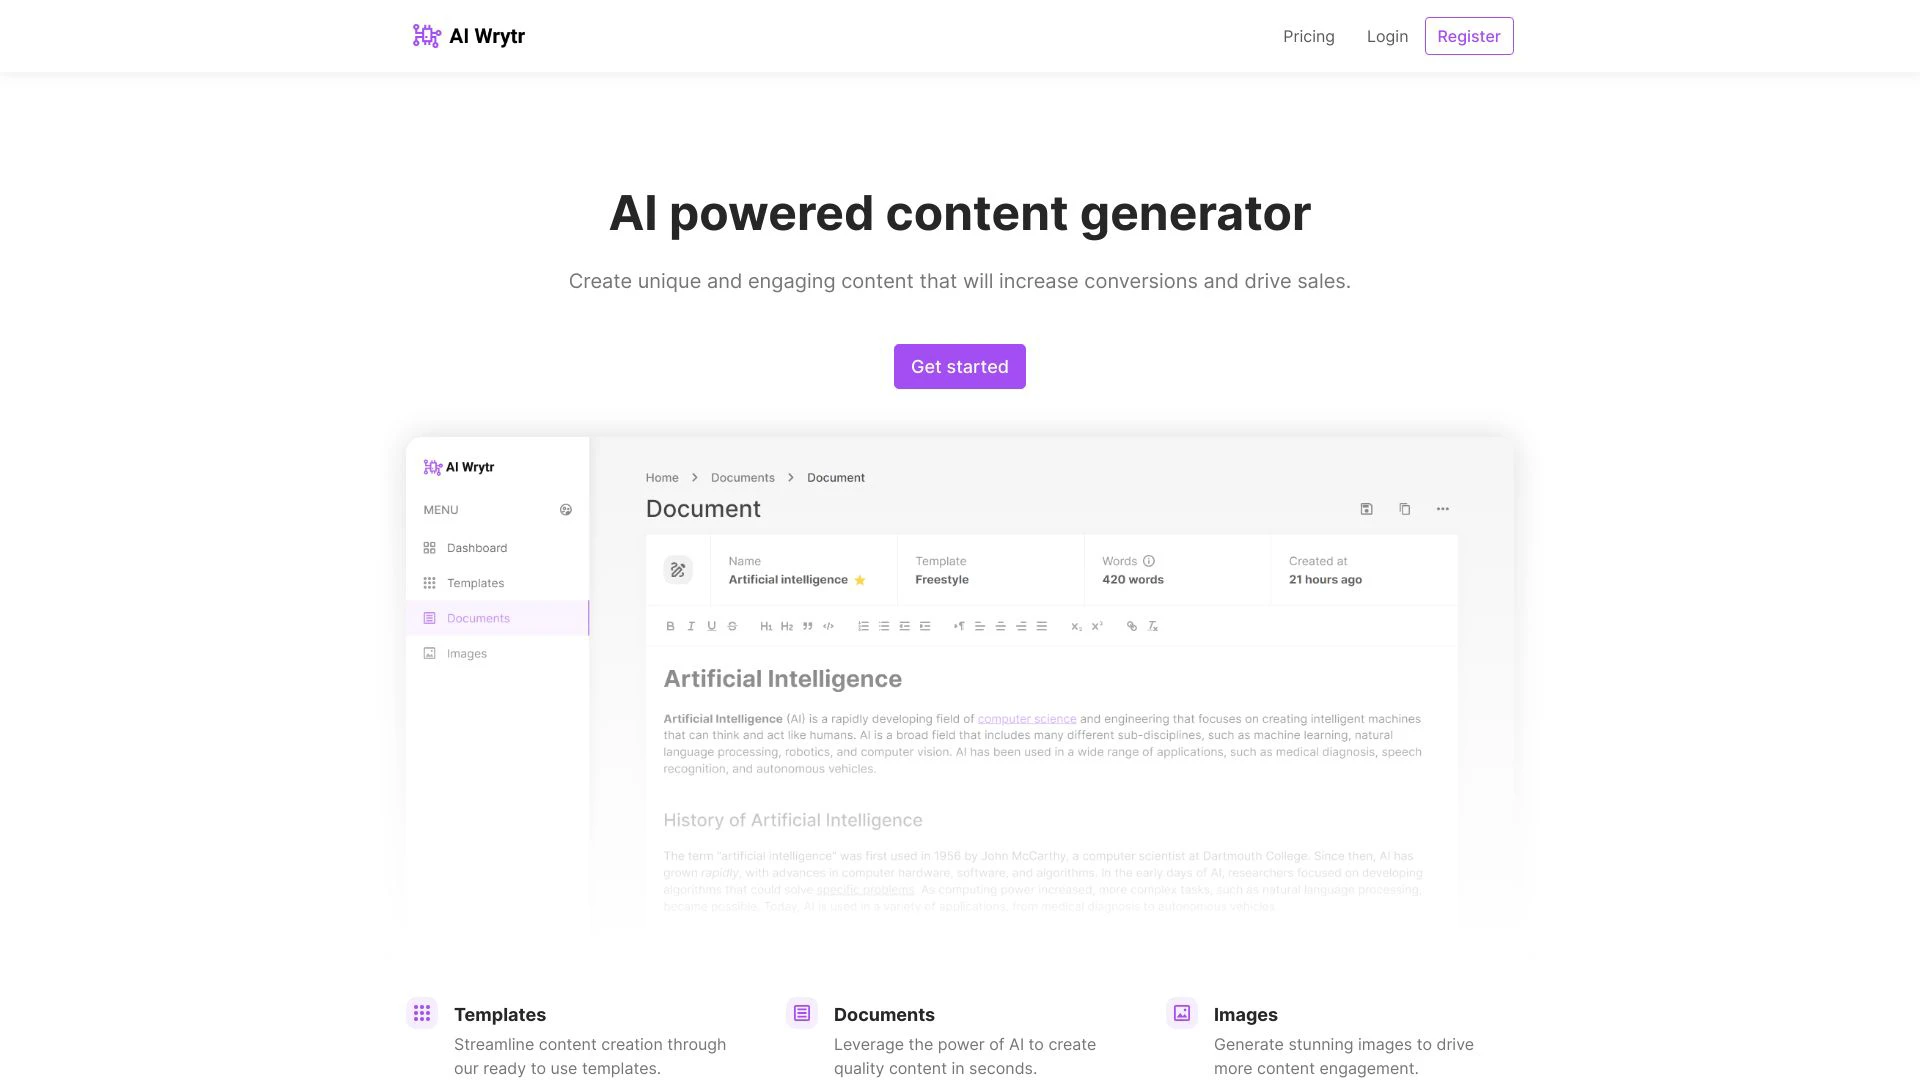 AI Wrytr
Pricing
Login
Register
AI powered content generator
Create unique and engaging content that will increase conversions and drive sales.
Get started
AI Wrytr
MENU
Dashboard
Templates
Documents
Images
Home > Documents > Document
Document
Name
Artificial intelligence ⭐
Template
Freestyle
Words
420 words
Created at
21 hours ago
B I U S H1 H2 " </> ¶ X₂ X² Tx
Artificial Intelligence
Artificial Intelligence (AI) is a rapidly developing field of computer science and engineering that focuses on creating intelligent machines
that can think and act like humans. AI is a broad field that includes many different sub-disciplines, such as machine learning, natural
language processing, robotics, and computer vision. AI has been used in a wide range of applications, such as medical diagnosis, speech
recognition, and autonomous vehicles.
History of Artificial Intelligence
The term "artificial intelligence" was first used in 1956 by John McCarthy, a computer scientist at Dartmouth College. Since then, AI has
grown rapidly, with advances in computer hardware, software, and algorithms. In the early days of AI, researchers focused on developing
algorithms that could solve specific problems. As computing power increased, more complex tasks, such as natural language processing,
became possible. Today, AI is used in a variety of applications, from medical diagnosis to autonomous vehicles.
Templates
Streamline content creation through
our ready to use templates.
Documents
Leverage the power of AI to create
quality content in seconds.
Images
Generate stunning images to drive
more content engagement.